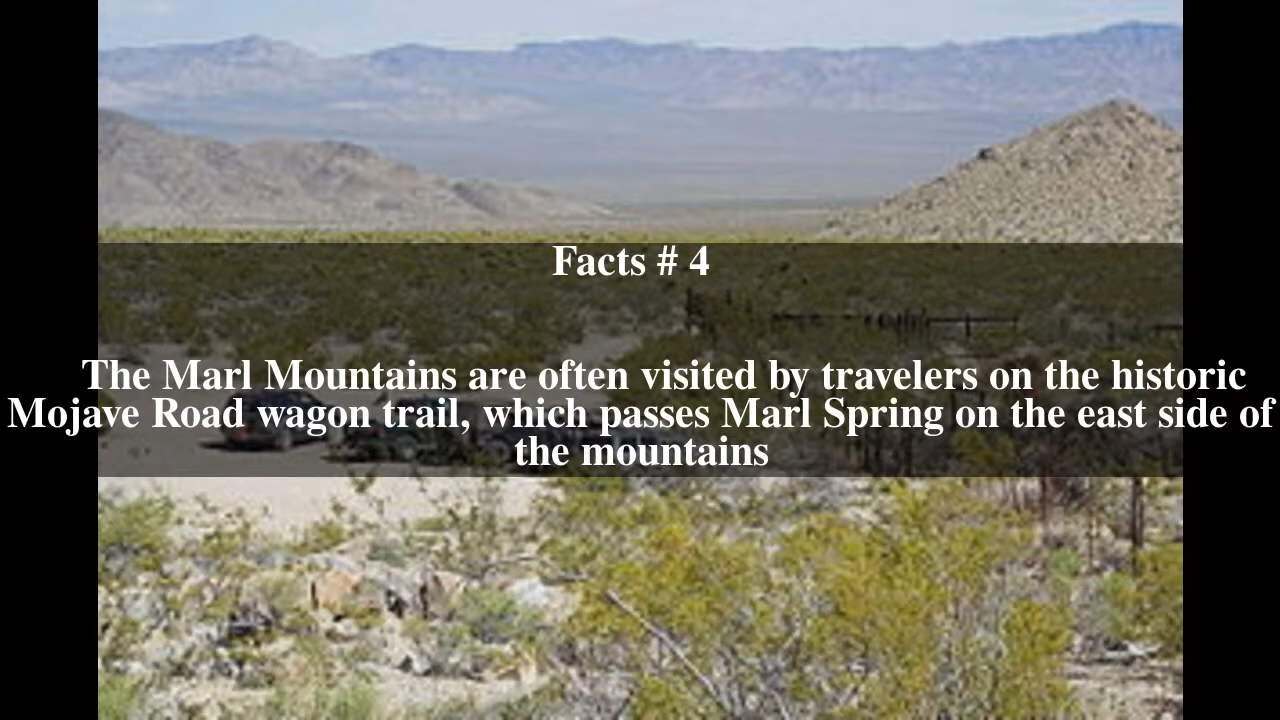 Facts # 4
The Marl Mountains are often visited by travelers on the historic
Mojave Road wagon trail, which passes Marl Spring on the east side of
the mountains